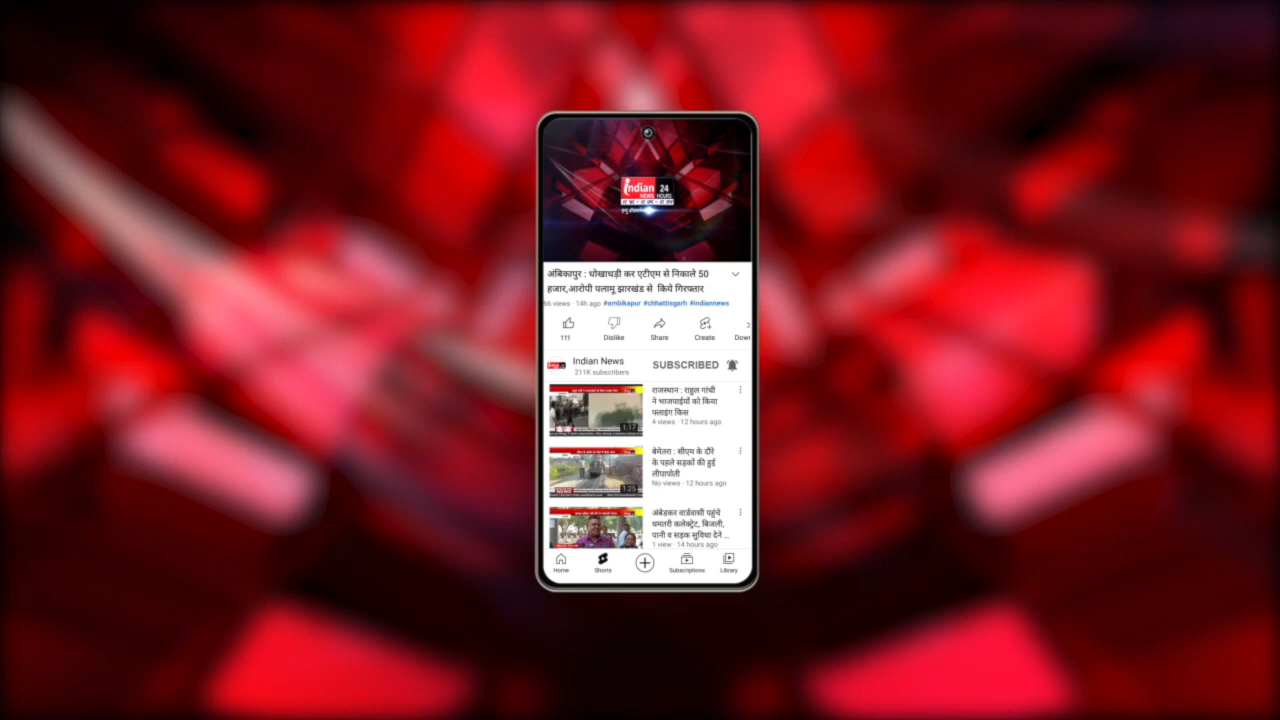 indian
24
NEWS HOURS
अंबिकापुर : धोखाधड़ी कर एटीएम से निकाले 50
हजार,आरोपी पलामू झारखंड से किये गिरफ्तार
66 views · 14h ago #ambikapur #chhattisgarh #indiannews
111
Dislike
Share
Create
Indian News
SUBSCRIBED
211K subscribers
राजस्थान : राहुल गांधी
ने भाजपाईयों को किया
फ्लाइंग किस
4 views · 12 hours ago
1:17
बेमेतरा : सीएम के दौरे
के पहले सड़कों की हुई
लीपापोती
No views · 12 hours ago
1:25
अंबेडकर वार्डवासी पहुंचे
धमतरी कलेक्ट्रेट, बिजली,
पानी व सड़क सुविधा देने ...
1 view · 14 hours ago
Home
Shorts
Subscriptions
Library